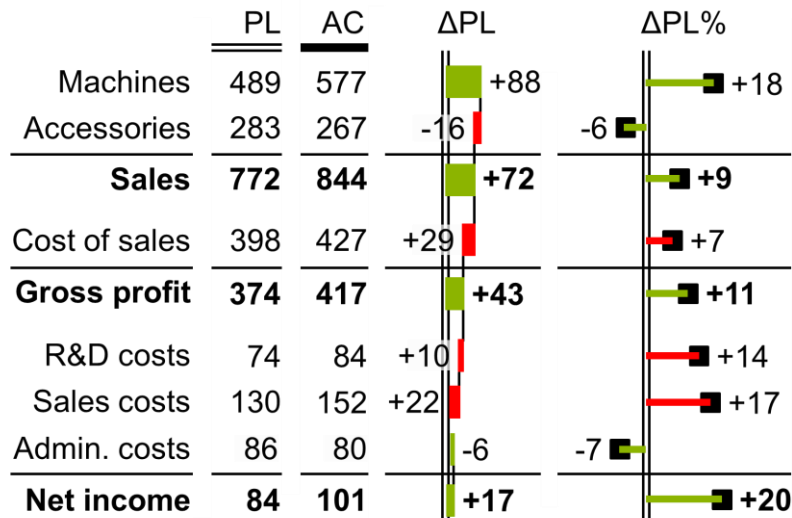 PL AC ΔPL ΔPL%
Machines 489 577 +88 +18
Accessories 283 267 -16 -6
Sales 772 844 +72 +9
Cost of sales 398 427 +29 +7
Gross profit 374 417 +43 +11
R&D costs 74 84 +10 +14
Sales costs 130 152 +22 +17
Admin. costs 86 80 -6 -7
Net income 84 101 +17 +20